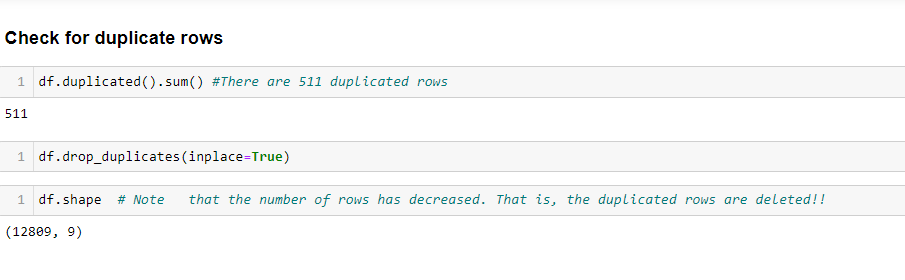 Check for duplicate rows
1 df.duplicated().sum() #There are 511 duplicated rows
511
1 df.drop_duplicates(inplace=True)
1 df.shape # Note  that the number of rows has decreased. That is, the duplicated rows are deleted!!
(12809, 9)